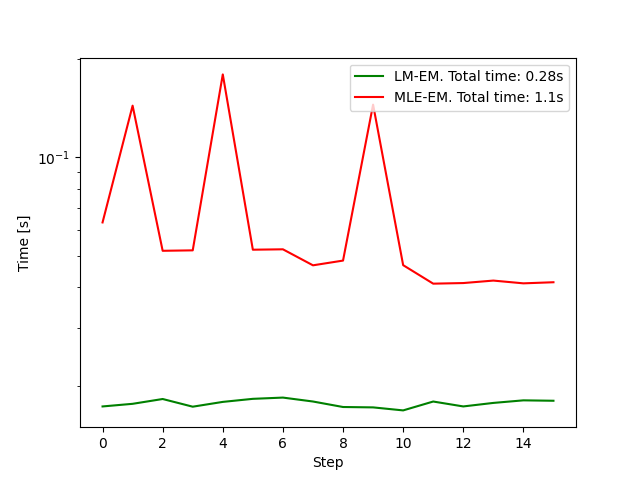 LM-EM. Total time: 0.28s
MLE-EM. Total time: 1.1s
10⁻¹
Time [s]
0 2 4 6 8 10 12 14
Step